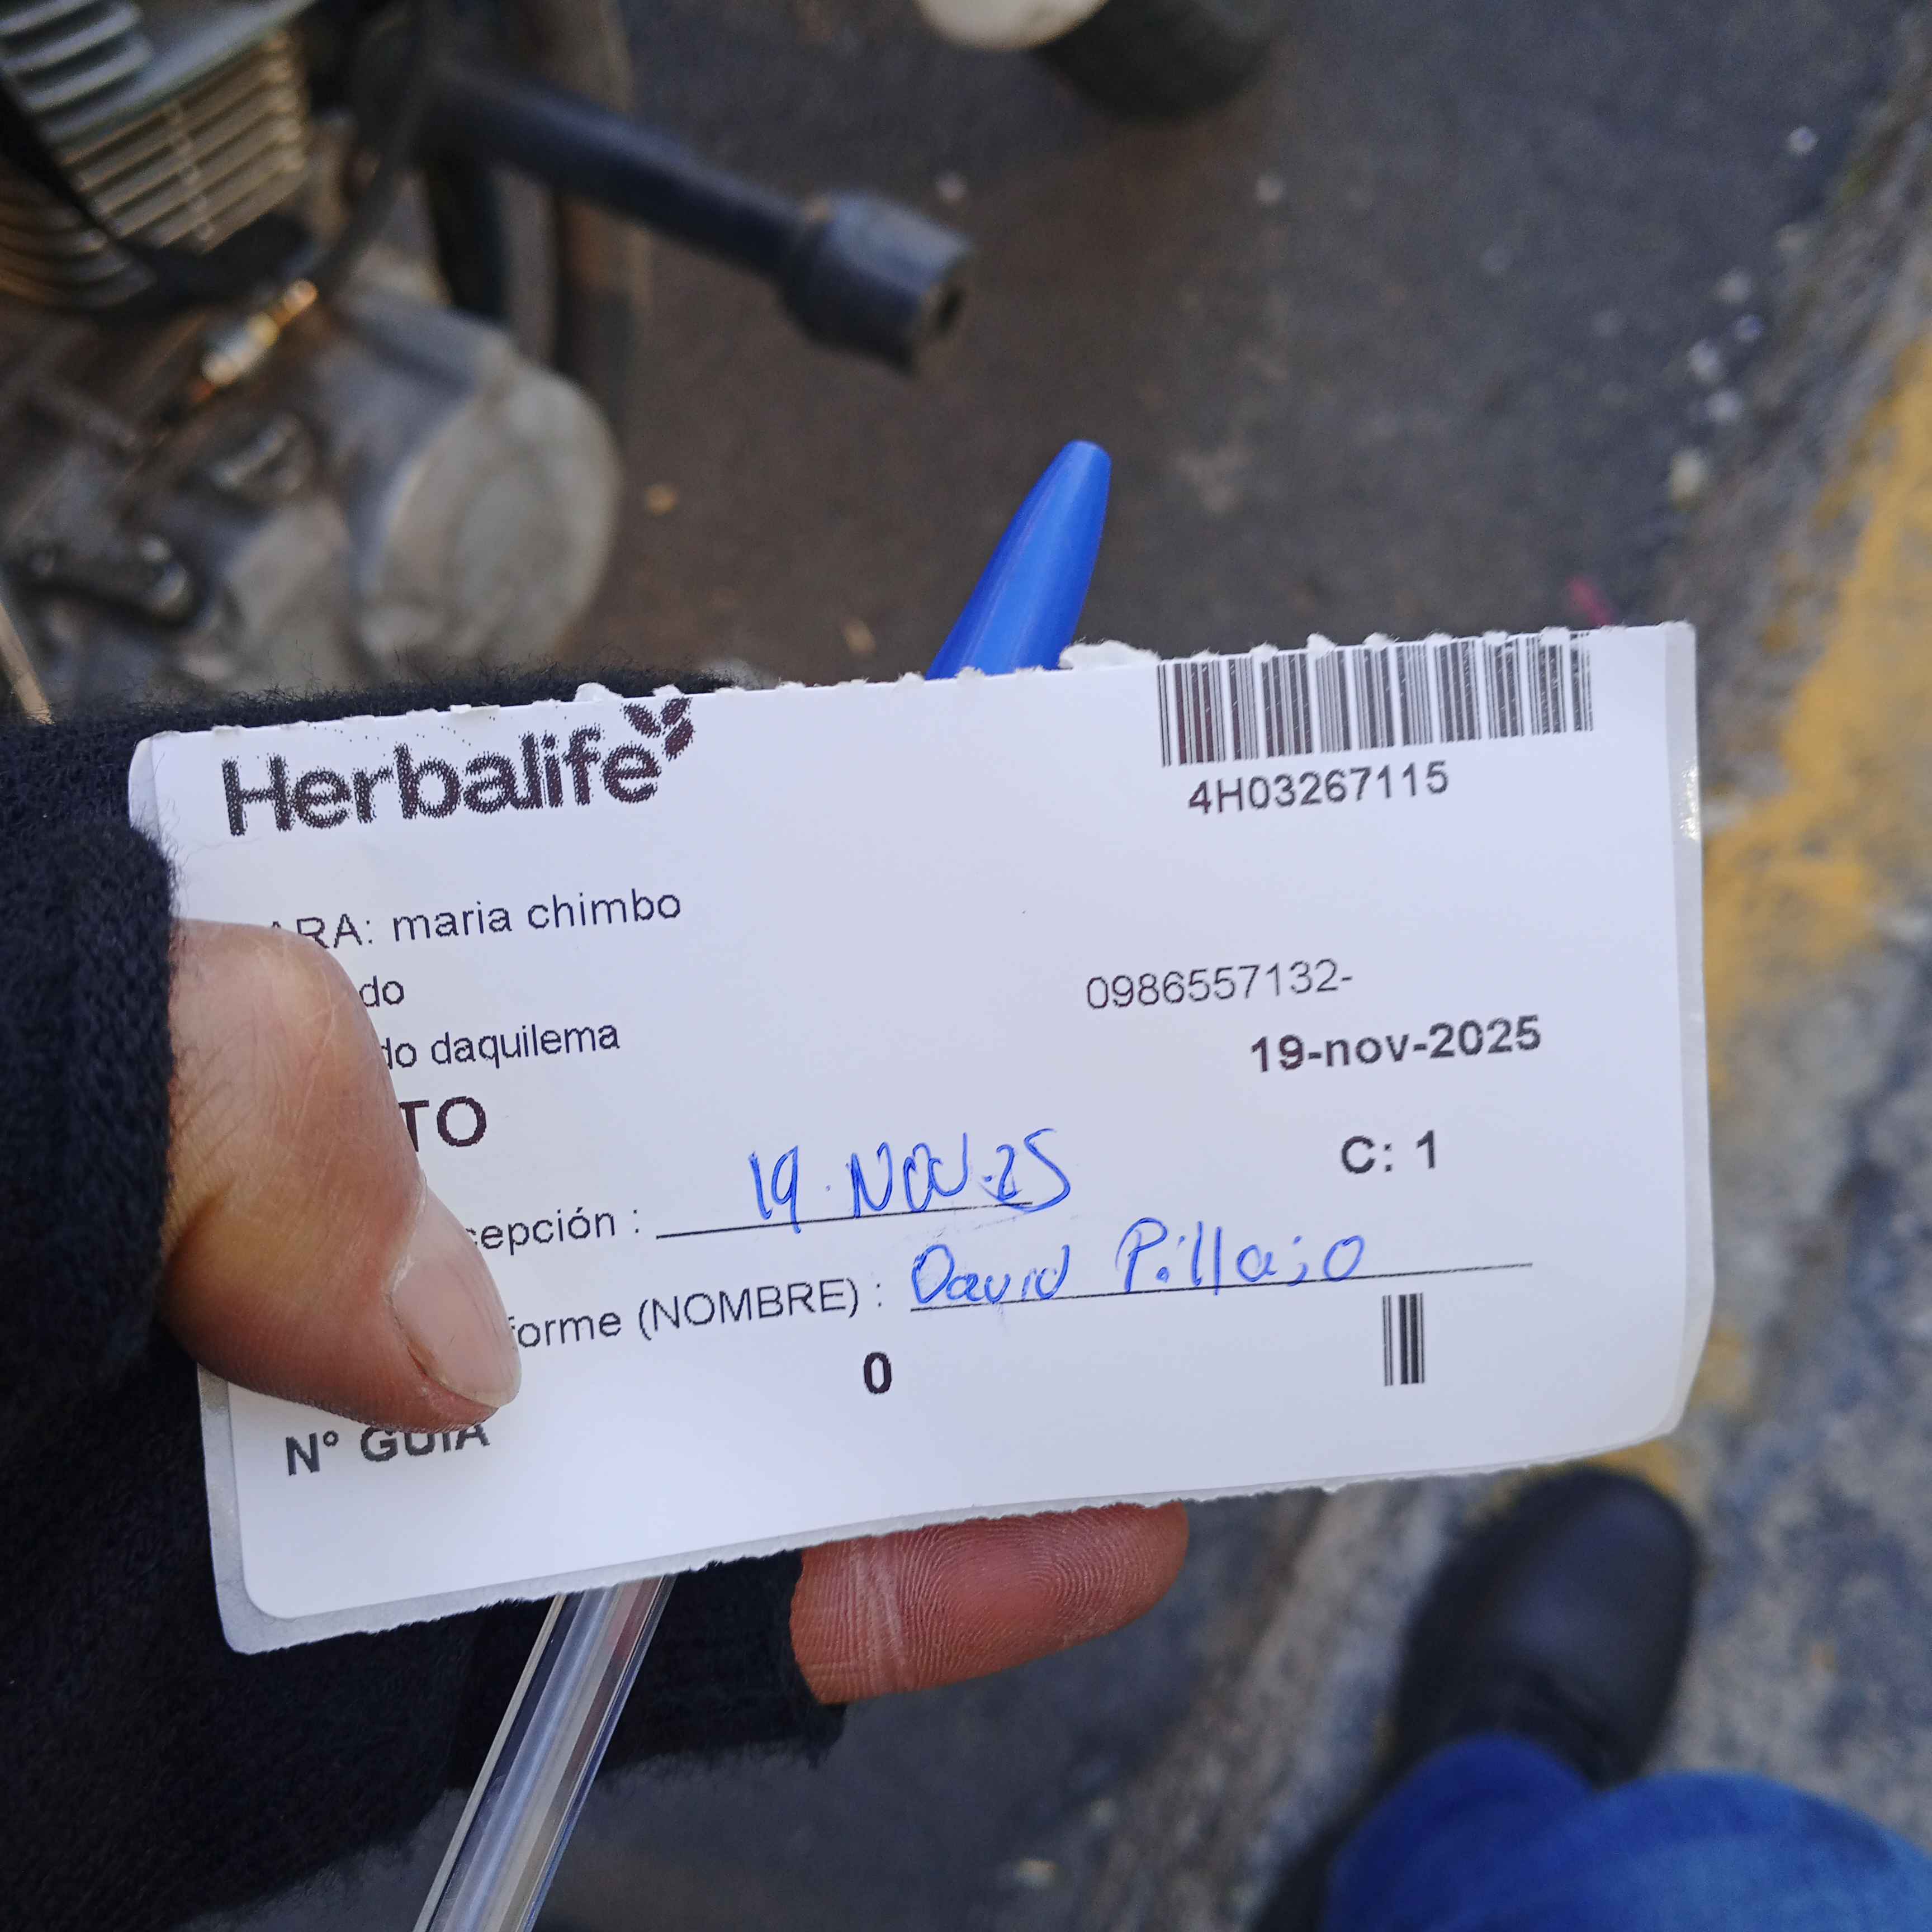 Herbalife
4H03267115
ARA: maria chimbo
do
0986557132-
do daquilema
19-nov-2025
TO
C: 1
cepción : 19. NOV. 25
forme (NOMBRE) : David Pillajo
0
N° GUIA